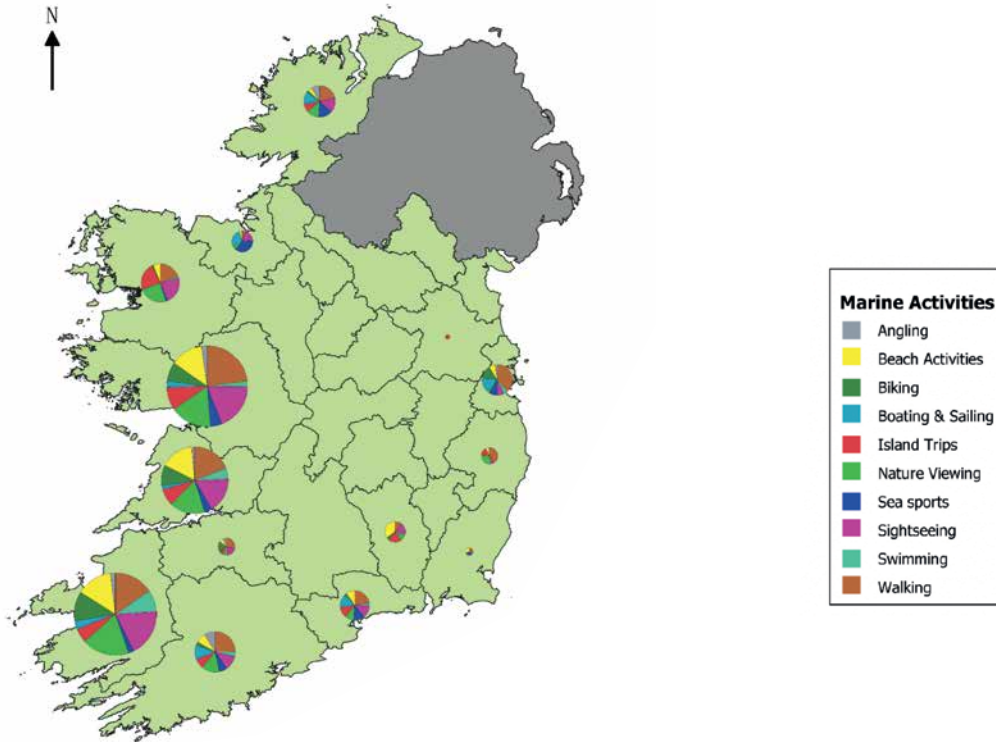 N
Marine Activities
Angling
Beach Activities
Biking
Boating & Sailing
Island Trips
Nature Viewing
Sea sports
Sightseeing
Swimming
Walking